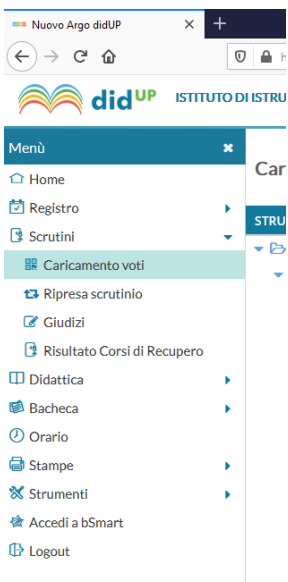 Nuovo Argo didUP
didUP
ISTITUTO DI ISTRU
Menù
Car
Home
Registro
STRU
Scrutini
Caricamento voti
Ripresa scrutinio
Giudizi
Risultato Corsi di Recupero
Didattica
Bacheca
Orario
Stampe
Strumenti
Accedi a bSmart
Logout